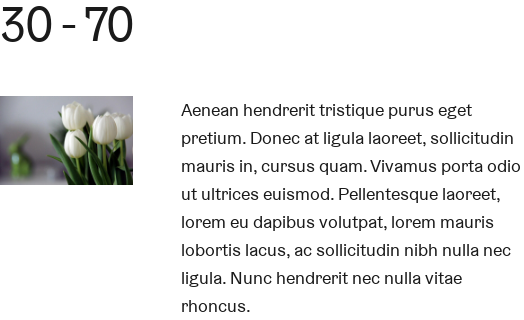 30 - 70
Aenean hendrerit tristique purus eget
pretium. Donec at ligula laoreet, sollicitudin
mauris in, cursus quam. Vivamus porta odio
ut ultrices euismod. Pellentesque laoreet,
lorem eu dapibus volutpat, lorem mauris
lobortis lacus, ac sollicitudin nibh nulla nec
ligula. Nunc hendrerit nec nulla vitae
rhoncus.